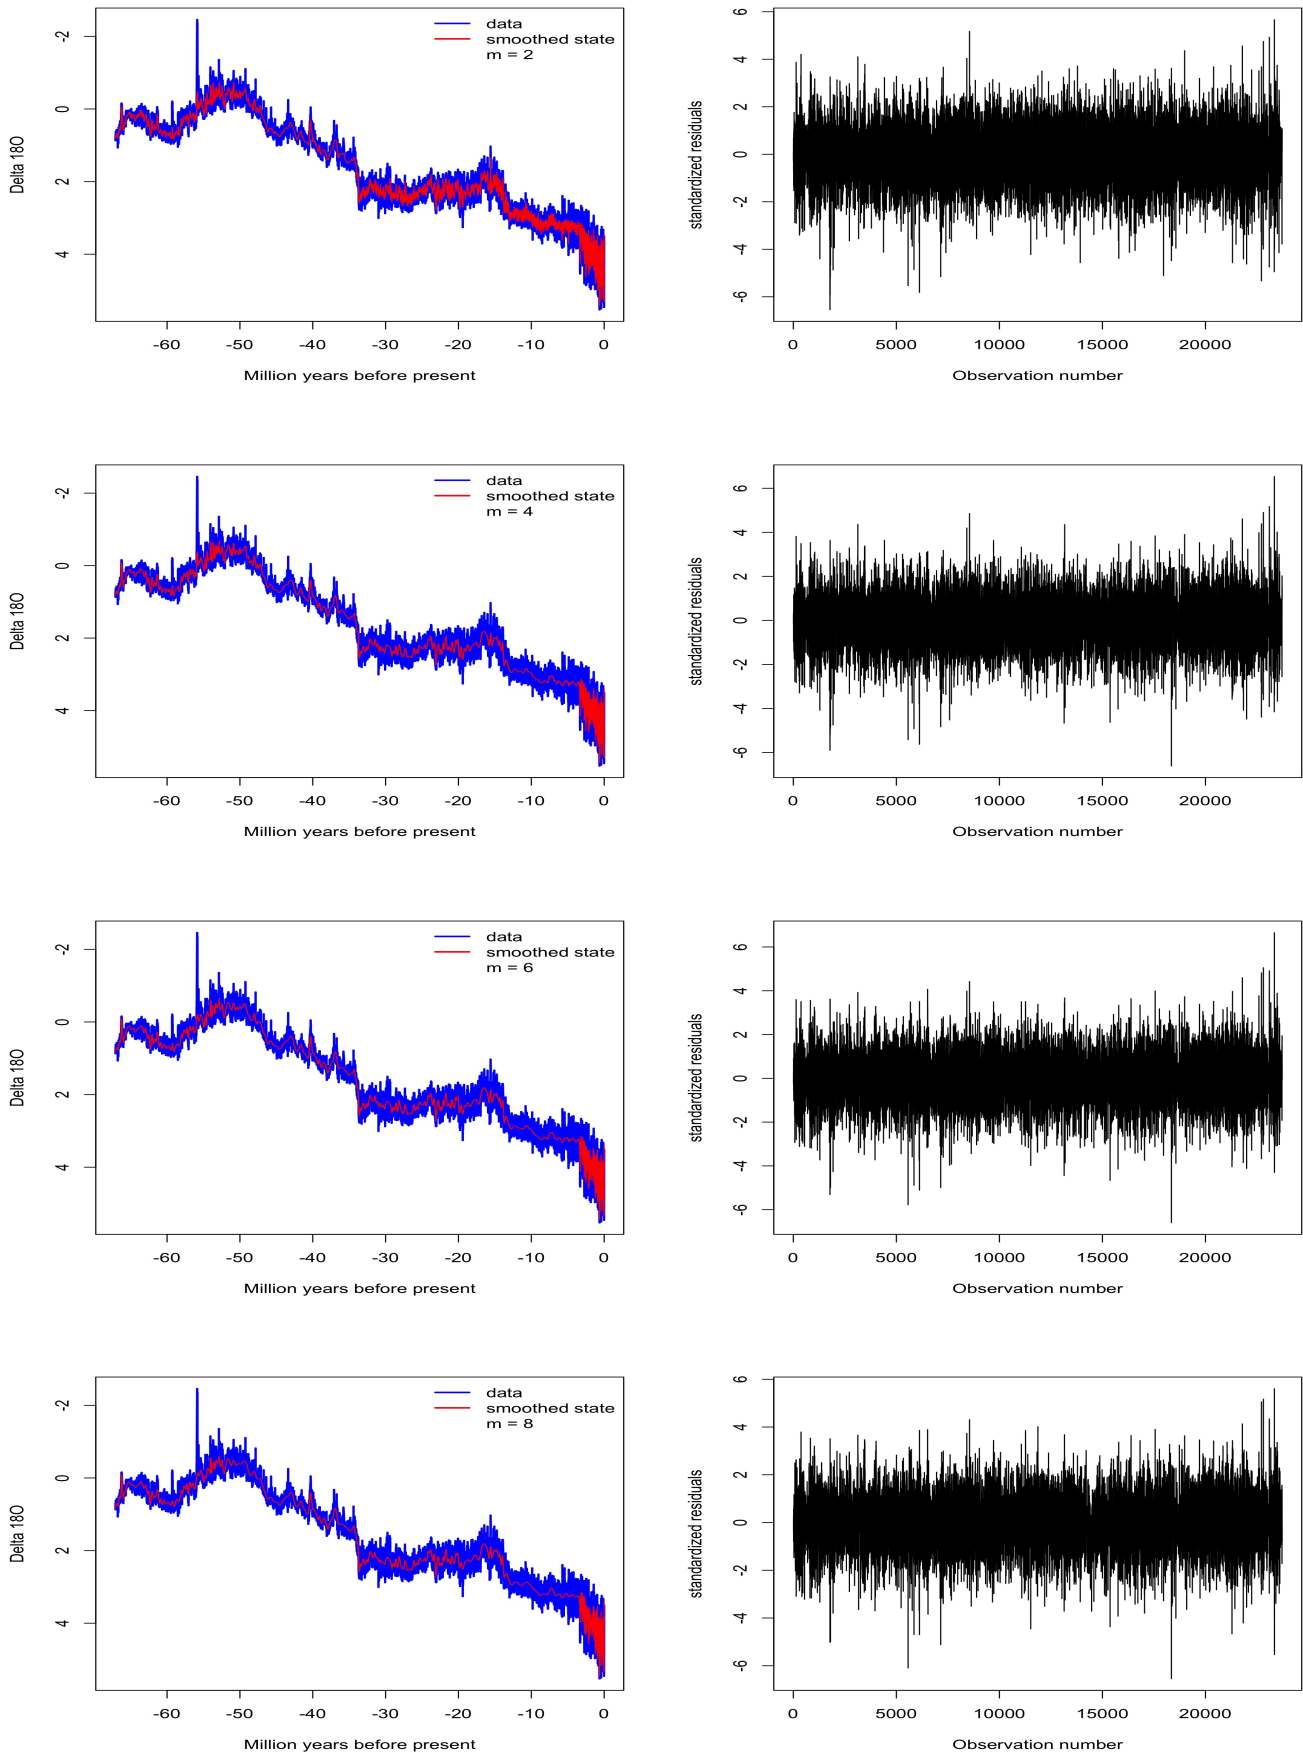 data
smoothed state
m = 2
-2
0
2
4
Delta 18O
-60 -50 -40 -30 -20 -10 0
Million years before present
6
4
2
0
-2
-4
-6
standardized residuals
0 5000 10000 15000 20000
Observation number
data
smoothed state
m = 4
-2
0
2
4
Delta 18O
-60 -50 -40 -30 -20 -10 0
Million years before present
6
4
2
0
-2
-4
-6
standardized residuals
0 5000 10000 15000 20000
Observation number
data
smoothed state
m = 6
-2
0
2
4
Delta 18O
-60 -50 -40 -30 -20 -10 0
Million years before present
6
4
2
0
-2
-4
-6
standardized residuals
0 5000 10000 15000 20000
Observation number
data
smoothed state
m = 8
-2
0
2
4
Delta 18O
-60 -50 -40 -30 -20 -10 0
Million years before present
6
4
2
0
-2
-4
-6
standardized residuals
0 5000 10000 15000 20000
Observation number